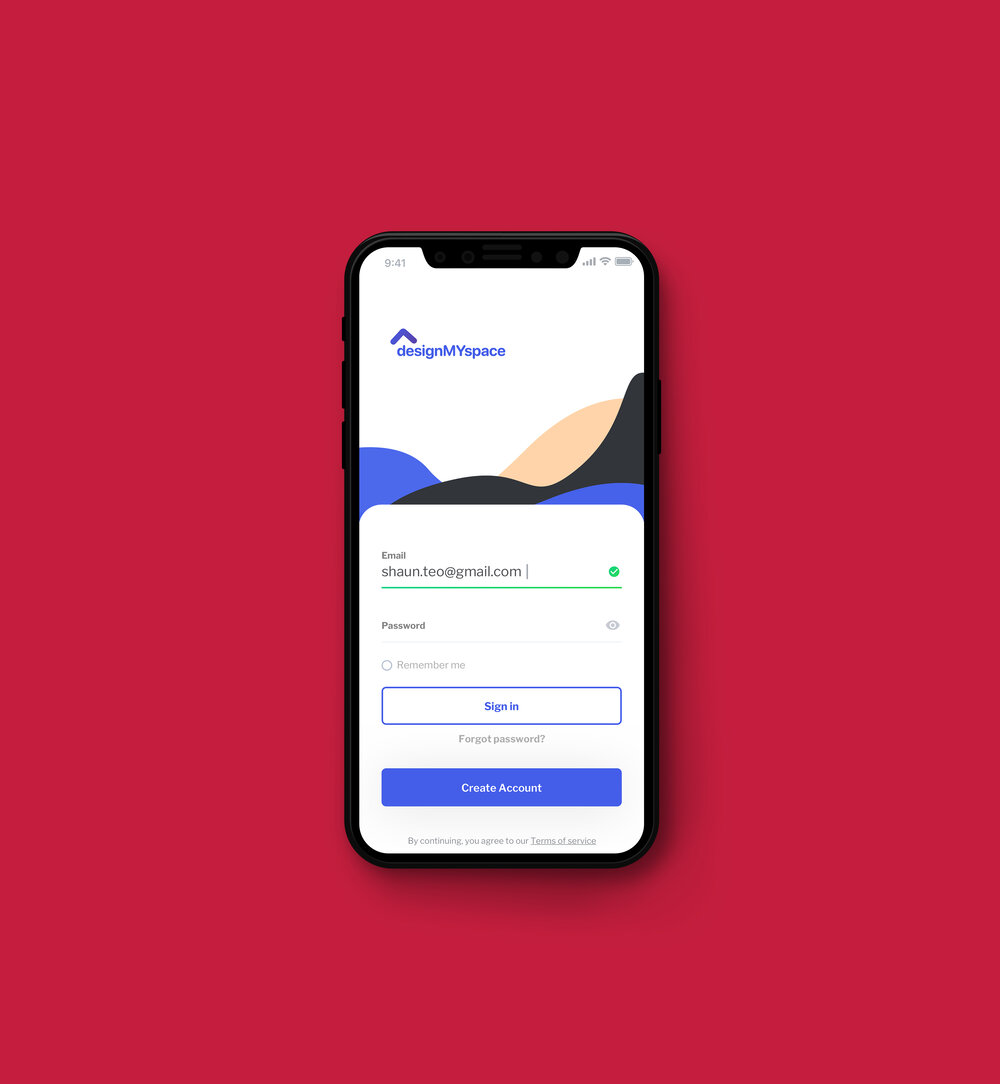 9:41
designMYspace
Email
shaun.teo@gmail.com
Password
Remember me
Sign in
Forgot password?
Create Account
By continuing, you agree to our Terms of service